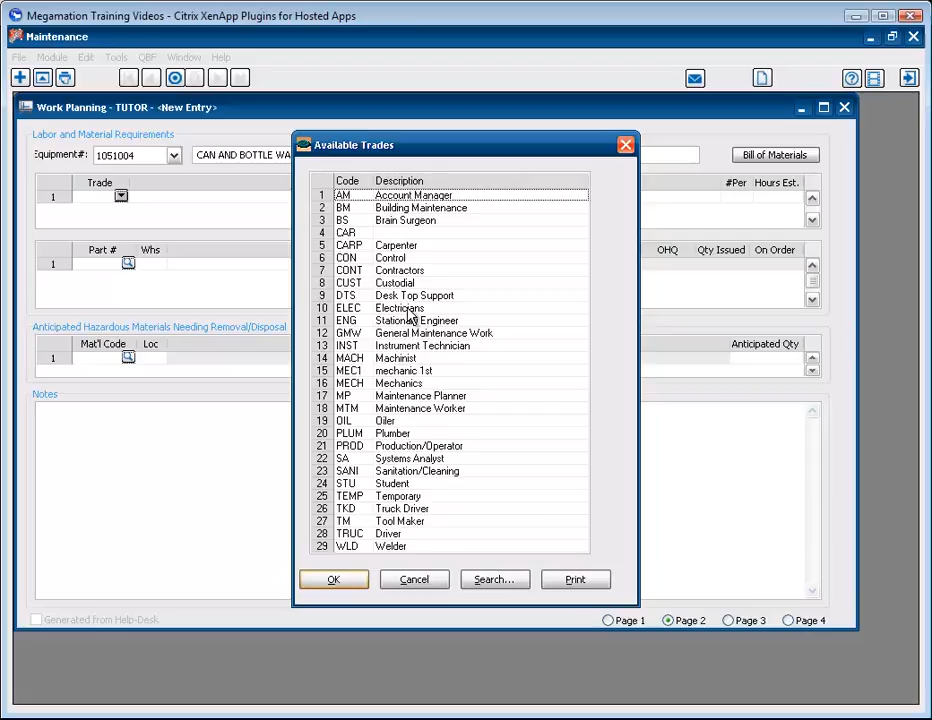 Megamation Training Videos - Citrix XenApp Plugins for Hosted Apps
Maintenance
File Module Edit Tools QBF Window Help
Work Planning - TUTOR - <New Entry>
Labor and Material Requirements
Equipment#: 1051004 CAN AND BOTTLE WA
Bill of Materials
Trade #Per Hours Est.
1
Part # Whs OHQ Qty Issued On Order
1
Anticipated Hazardous Materials Needing Removal/Disposal
Mat'l Code Loc Anticipated Qty
1
Notes
Generated from Help-Desk
Page 1 Page 2 Page 3 Page 4
Available Trades
Code Description
1 AM Account Manager
2 BM Building Maintenance
3 BS Brain Surgeon
4 CAR
5 CARP Carpenter
6 CON Control
7 CONT Contractors
8 CUST Custodial
9 DTS Desk Top Support
10 ELEC Electricians
11 ENG Stationary Engineer
12 GMW General Maintenance Work
13 INST Instrument Technician
14 MACH Machinist
15 MEC1 mechanic 1st
16 MECH Mechanics
17 MP Maintenance Planner
18 MTM Maintenance Worker
19 OIL Oiler
20 PLUM Plumber
21 PROD Production/Operator
22 SA Systems Analyst
23 SANI Sanitation/Cleaning
24 STU Student
25 TEMP Temporary
26 TKD Truck Driver
27 TM Tool Maker
28 TRUC Driver
29 WLD Welder
OK Cancel Search... Print